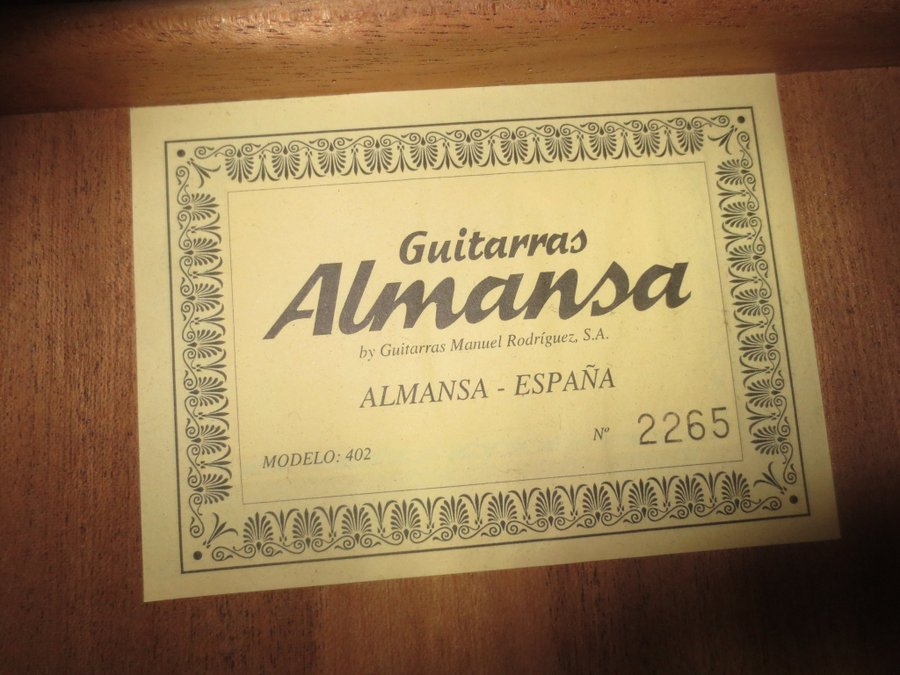 Guitarras
Almansa
by Guitarras Manuel Rodríguez, S.A.
ALMANSA - ESPAÑA
Nº 2265
MODELO: 402